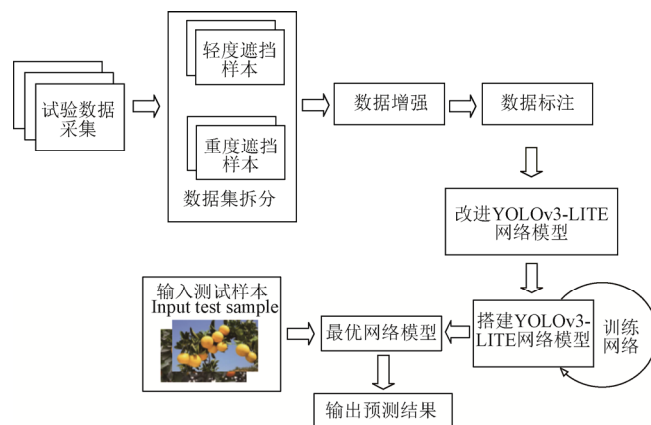 轻度遮挡
样本
试验数据
采集
重度遮挡
样本
数据集拆分
数据增强
数据标注
改进YOLOv3-LITE
网络模型
输入测试样本
Input test sample
最优网络模型
搭建YOLOv3-
LITE网络模型
训练
网络
输出预测结果